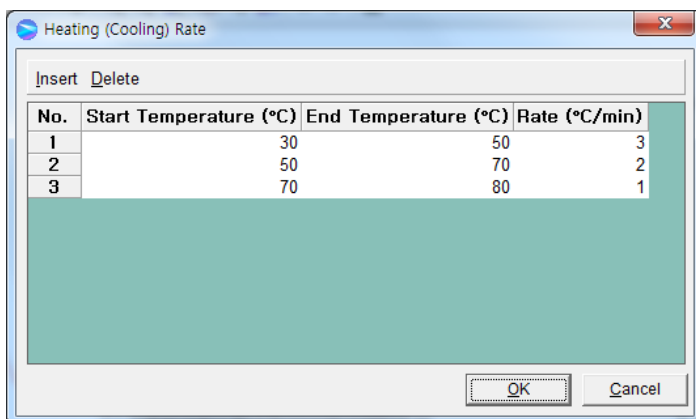 Heating (Cooling) Rate
Insert Delete
No. Start Temperature (°C) End Temperature (°C) Rate (°C/min)
1 30 50 3
2 50 70 2
3 70 80 1
OK Cancel